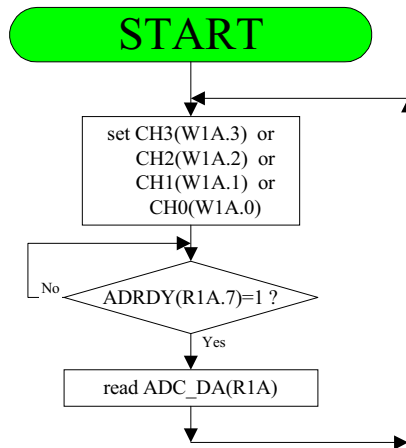 START
set CH3(W1A.3) or
CH2(W1A.2) or
CH1(W1A.1) or
CH0(W1A.0)
No
ADRDY(R1A.7)=1 ?
Yes
read ADC_DA(R1A)